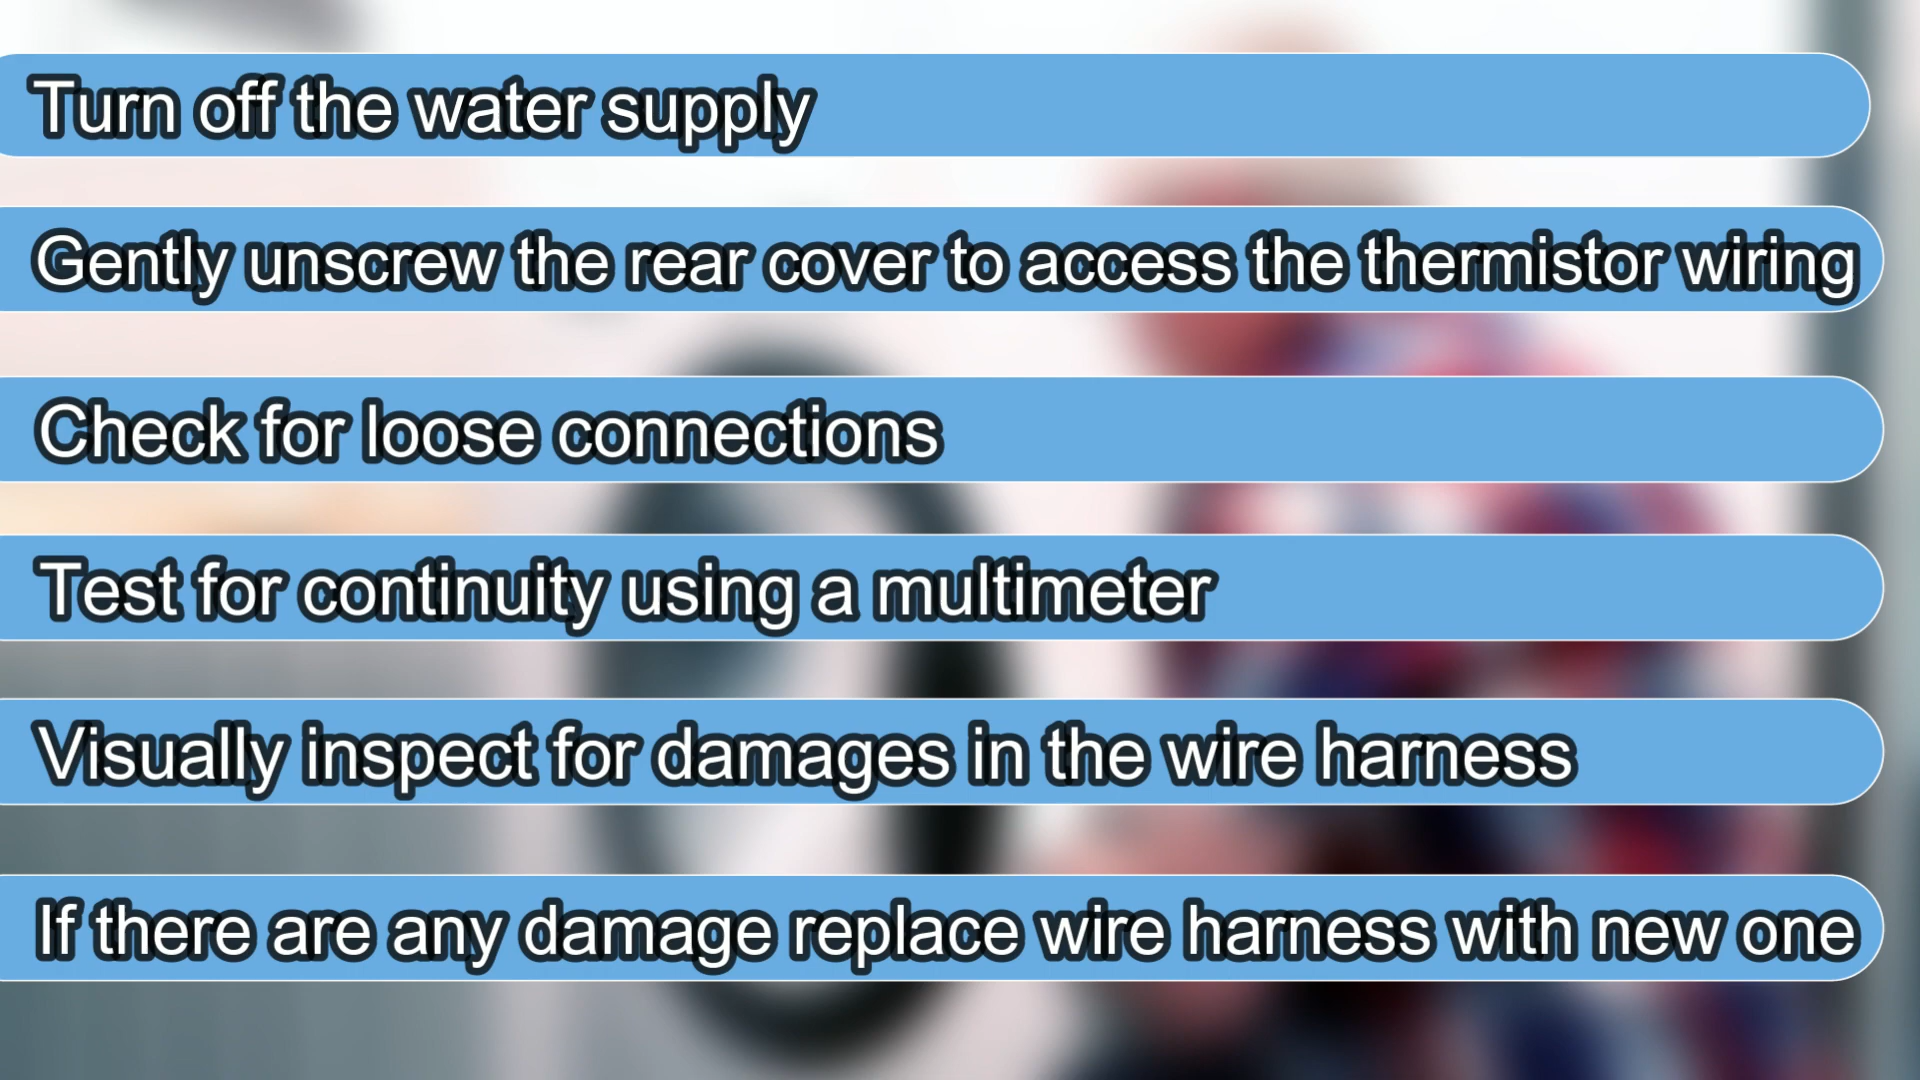 Turn off the water supply
Gently unscrew the rear cover to access the thermistor wiring
Check for loose connections
Test for continuity using a multimeter
Visually inspect for damages in the wire harness
If there are any damage replace wire harness with new one